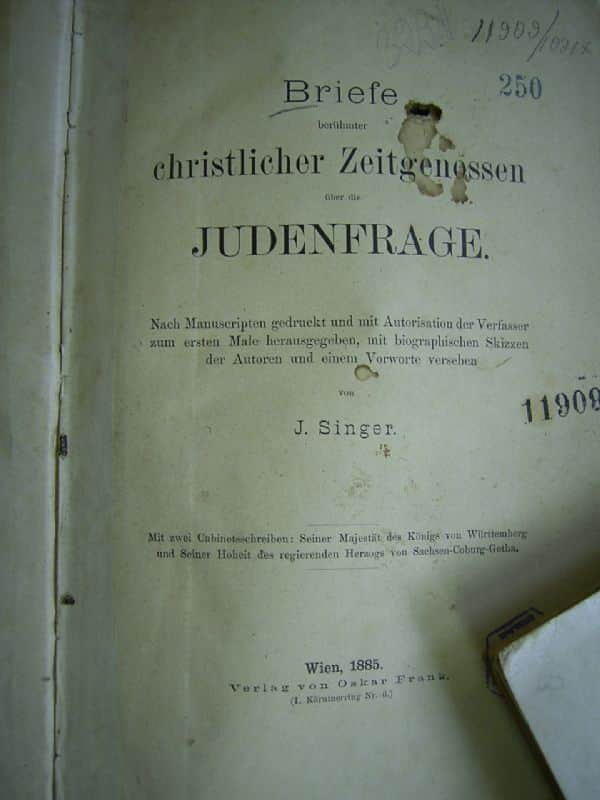 11909/
250
Briefe
berühmter
christlicher Zeitgenossen
über die
JUDENFRAGE.
Nach Manuscripten gedruckt und mit Autorisation der Verfasser
zum ersten Male herausgegeben, mit biographischen Skizzen
der Autoren und einem Vorworte versehen
von
11909
J. Singer.
Mit zwei Cabinetsschreiben: Seiner Majestät des Königs von Württemberg
und Seiner Hoheit des regierenden Herzogs von Sachsen-Coburg-Gotha.
Wien, 1885.
Verlag von Oskar Frank.
(I. Kärntnerring Nr.